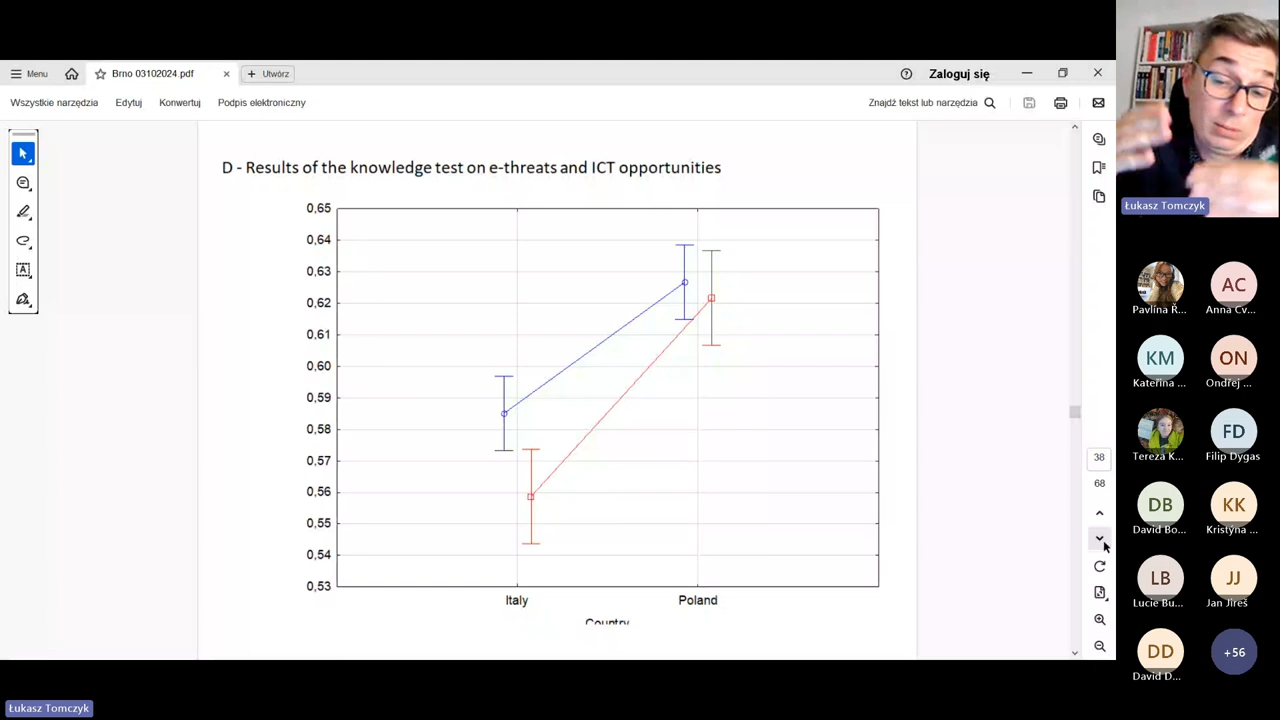 Menu
Brno 03102024.pdf
Utwórz
Zaloguj się
Wszystkie narzędzia
Edytuj
Konwertuj
Podpis elektroniczny
Znajdź tekst lub narzędzia
D - Results of the knowledge test on e-threats and ICT opportunities
0,65
0,64
0,63
0,62
0,61
0,60
0,59
0,58
0,57
0,56
0,55
0,54
0,53
Italy
Poland
Country
38
68
Łukasz Tomczyk
Pavlína R...
AC
Anna Cv...
KM
Kateřina ...
ON
Ondřej ...
Tereza K...
FD
Filip Dygas
DB
David Bo...
KK
Kristýna ...
LB
Lucie Bu...
JJ
Jan Jireš
DD
David D...
+56
Łukasz Tomczyk